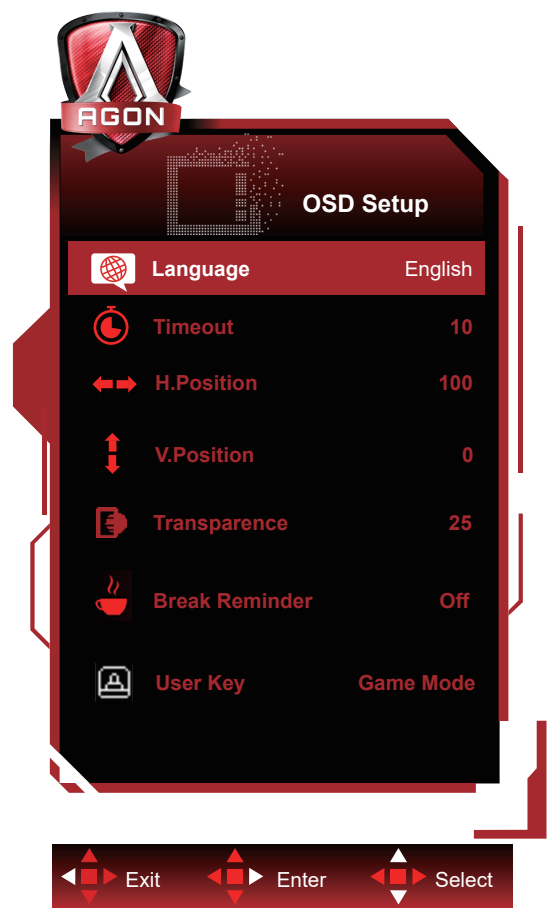 AGON
OSD Setup
Language English
Timeout 10
H.Position 100
V.Position 0
Transparence 25
Break Reminder Off
User Key Game Mode
Exit Enter Select